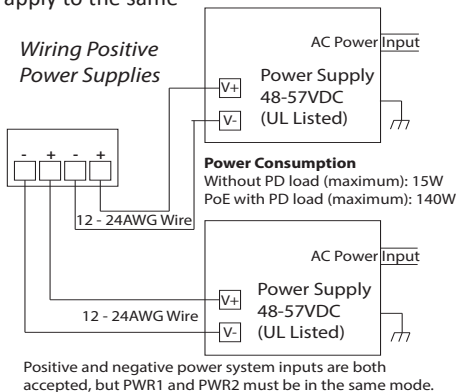 apply to the same
Wiring Positive
Power Supplies
AC Power Input
V+
V-
Power Supply
48-57VDC
(UL Listed)
- + - +
12 - 24AWG Wire
Power Consumption
Without PD load (maximum): 15W
PoE with PD load (maximum): 140W
AC Power Input
12 - 24AWG Wire
V+
V-
Power Supply
48-57VDC
(UL Listed)
Positive and negative power system inputs are both
accepted, but PWR1 and PWR2 must be in the same mode.